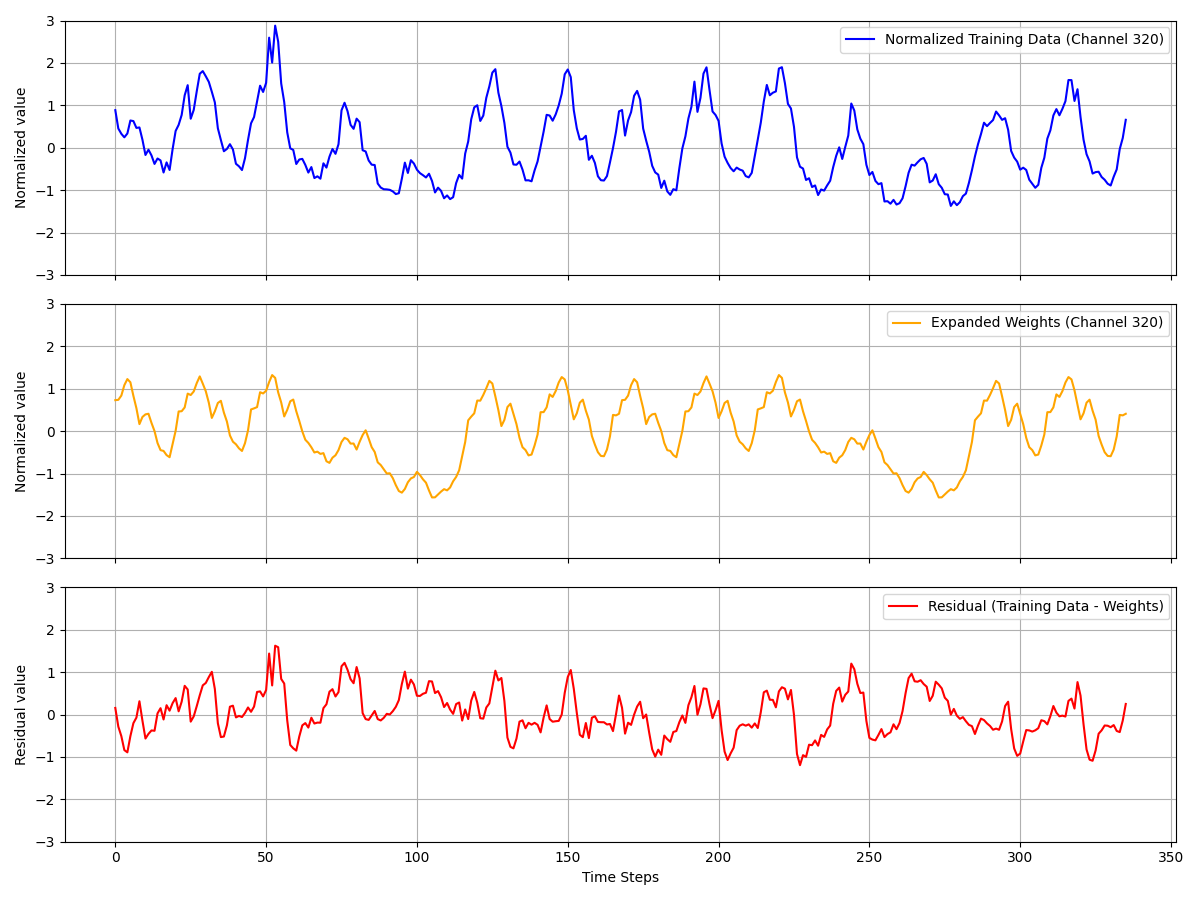 Normalized value
3
2
1
0
−1
−2
−3
Normalized Training Data (Channel 320)
Normalized value
3
2
1
0
−1
−2
−3
Expanded Weights (Channel 320)
Residual value
3
2
1
0
−1
−2
−3
Residual (Training Data - Weights)
0 50 100 150 200 250 300 350
Time Steps